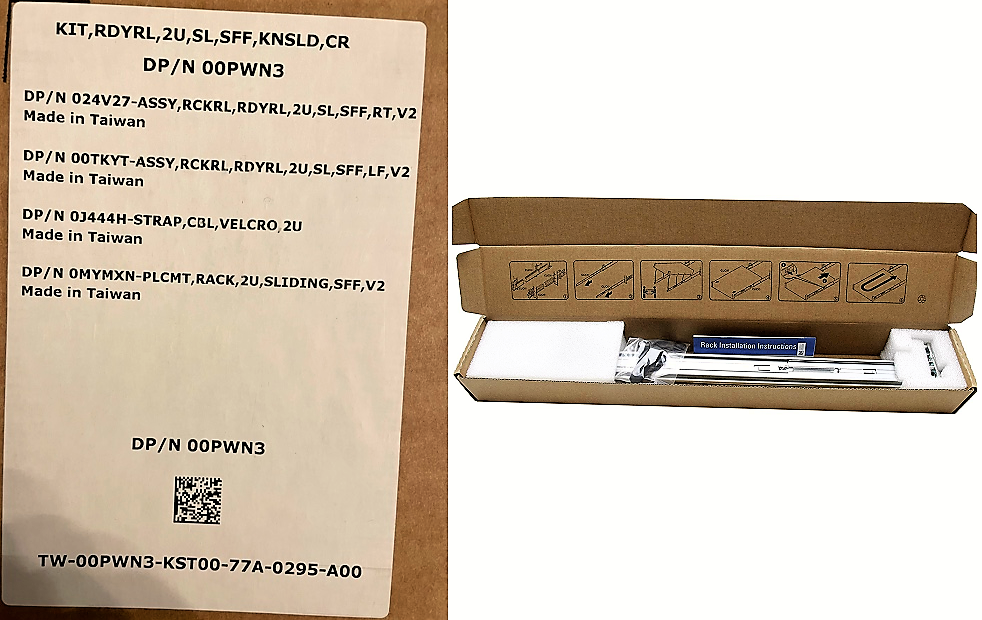 KIT,RDYRL,2U,SL,SFF,KNSLD,CR
DP/N 00PWN3
DP/N 024V27-ASSY,RCKRL,RDYRL,2U,SL,SFF,RT,V2
Made in Taiwan
DP/N 00TKYT-ASSY,RCKRL,RDYRL,2U,SL,SFF,LF,V2
Made in Taiwan
DP/N 0J444H-STRAP,CBL,VELCRO,2U
Made in Taiwan
DP/N 0MYMXN-PLCMT,RACK,2U,SLIDING,SFF,V2
Made in Taiwan
DP/N 00PWN3
TW-00PWN3-KST00-77A-0295-A00
Rack Installation Instructions